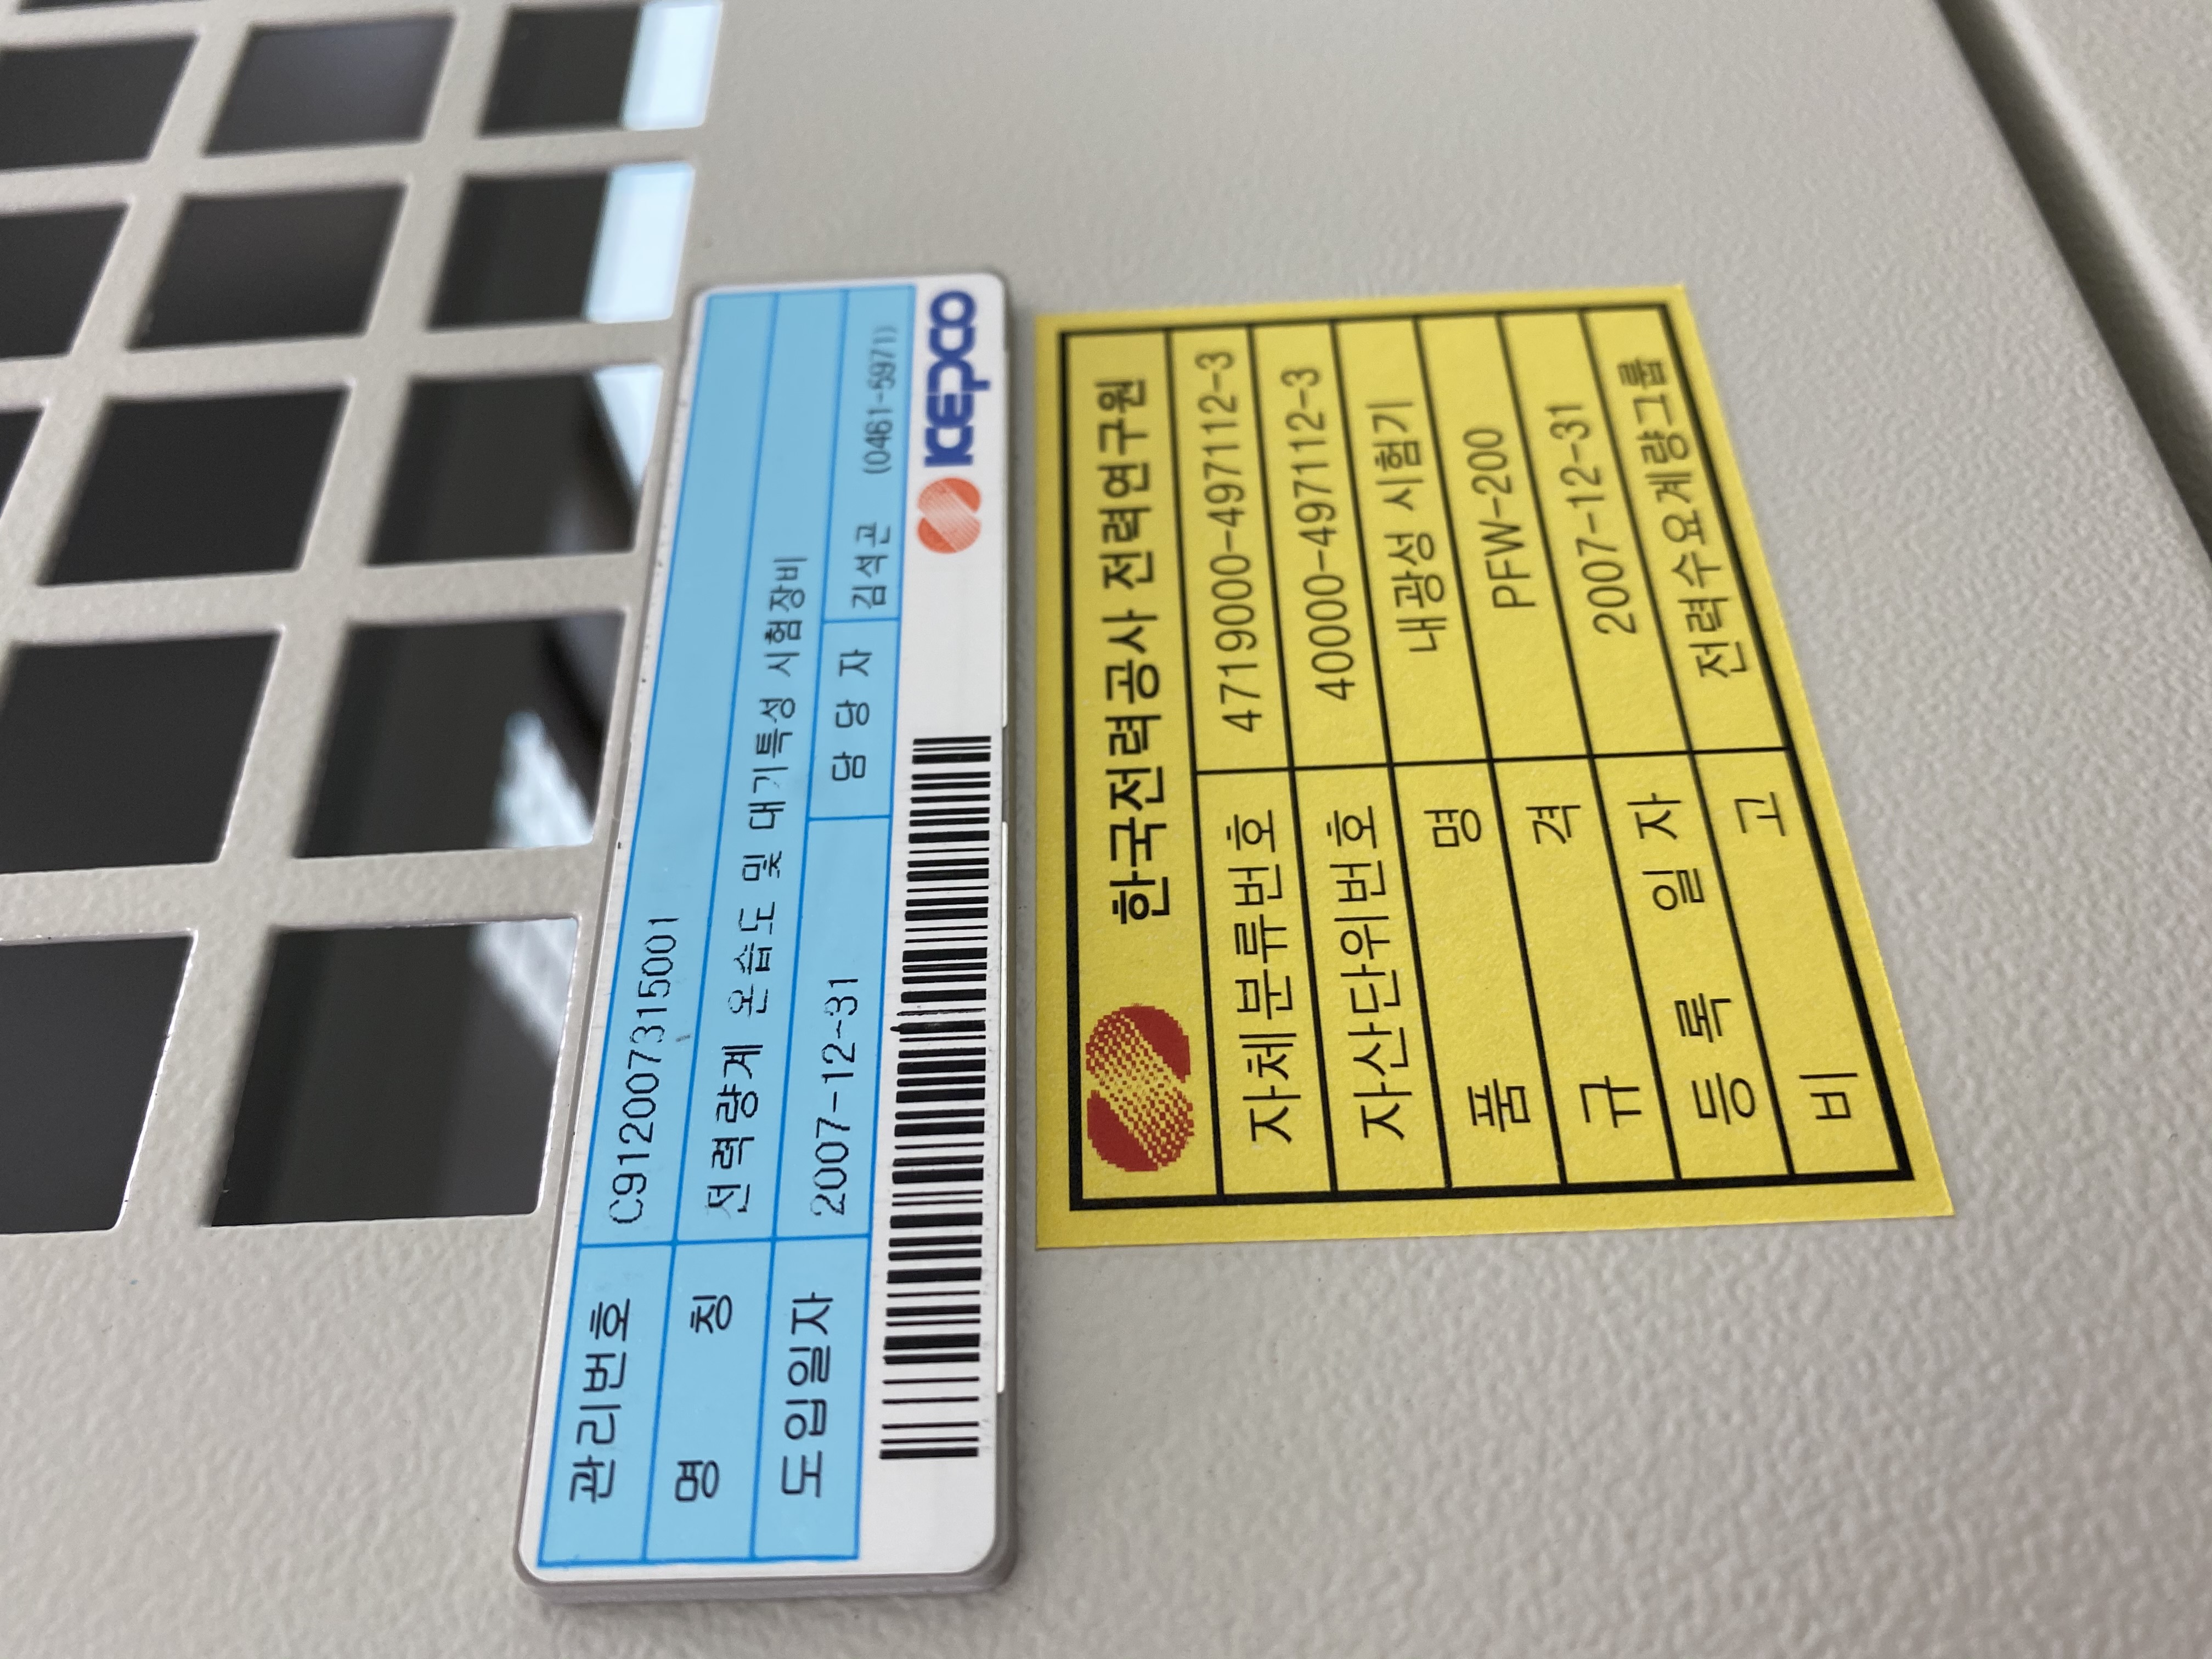 관리번호 C912007315001
명 칭 전력량계 온습도 및 대기특성 시험장비
도입일자 2007-12-31 담 당 자 김석곤 (0461-5971)
KEPCO
한국전력공사 전력연구원
자체분류번호 4719000-497112-3
자산단위번호 40000-497112-3
품 명 내광성 시험기
규 격 PFW-200
등 록 일 자 2007-12-31
비 고 전력수요계량그룹